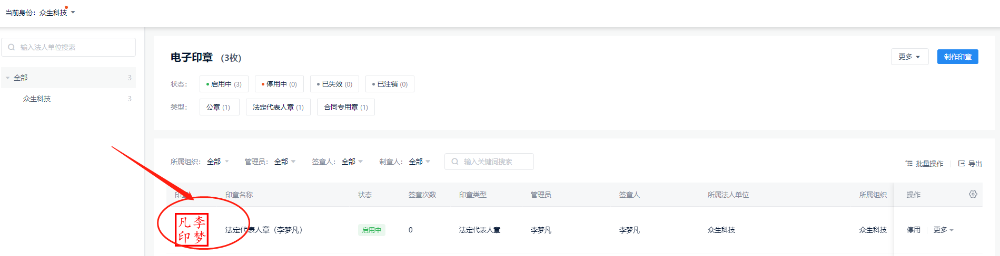 当前身份：众生科技
输入法人单位搜索
全部 3
众生科技 3
电子印章 （3枚）
更多 制作印章
状态： 启用中 (3) 停用中 (0) 已失效 (0) 已注销 (0)
类型： 公章 (1) 法定代表人章 (1) 合同专用章 (1)
所属组织： 全部 管理员： 全部 签章人： 全部 制章人： 全部 输入关键词搜索
批量操作 导出
印章 印章名称 状态 签章次数 印章类型 管理员 签章人 所属法人单位 所属组织 操作
李梦凡印 法定代表人章（李梦凡） 启用中 0 法定代表人章 李梦凡 李梦凡 众生科技 众生科技 停用 更多